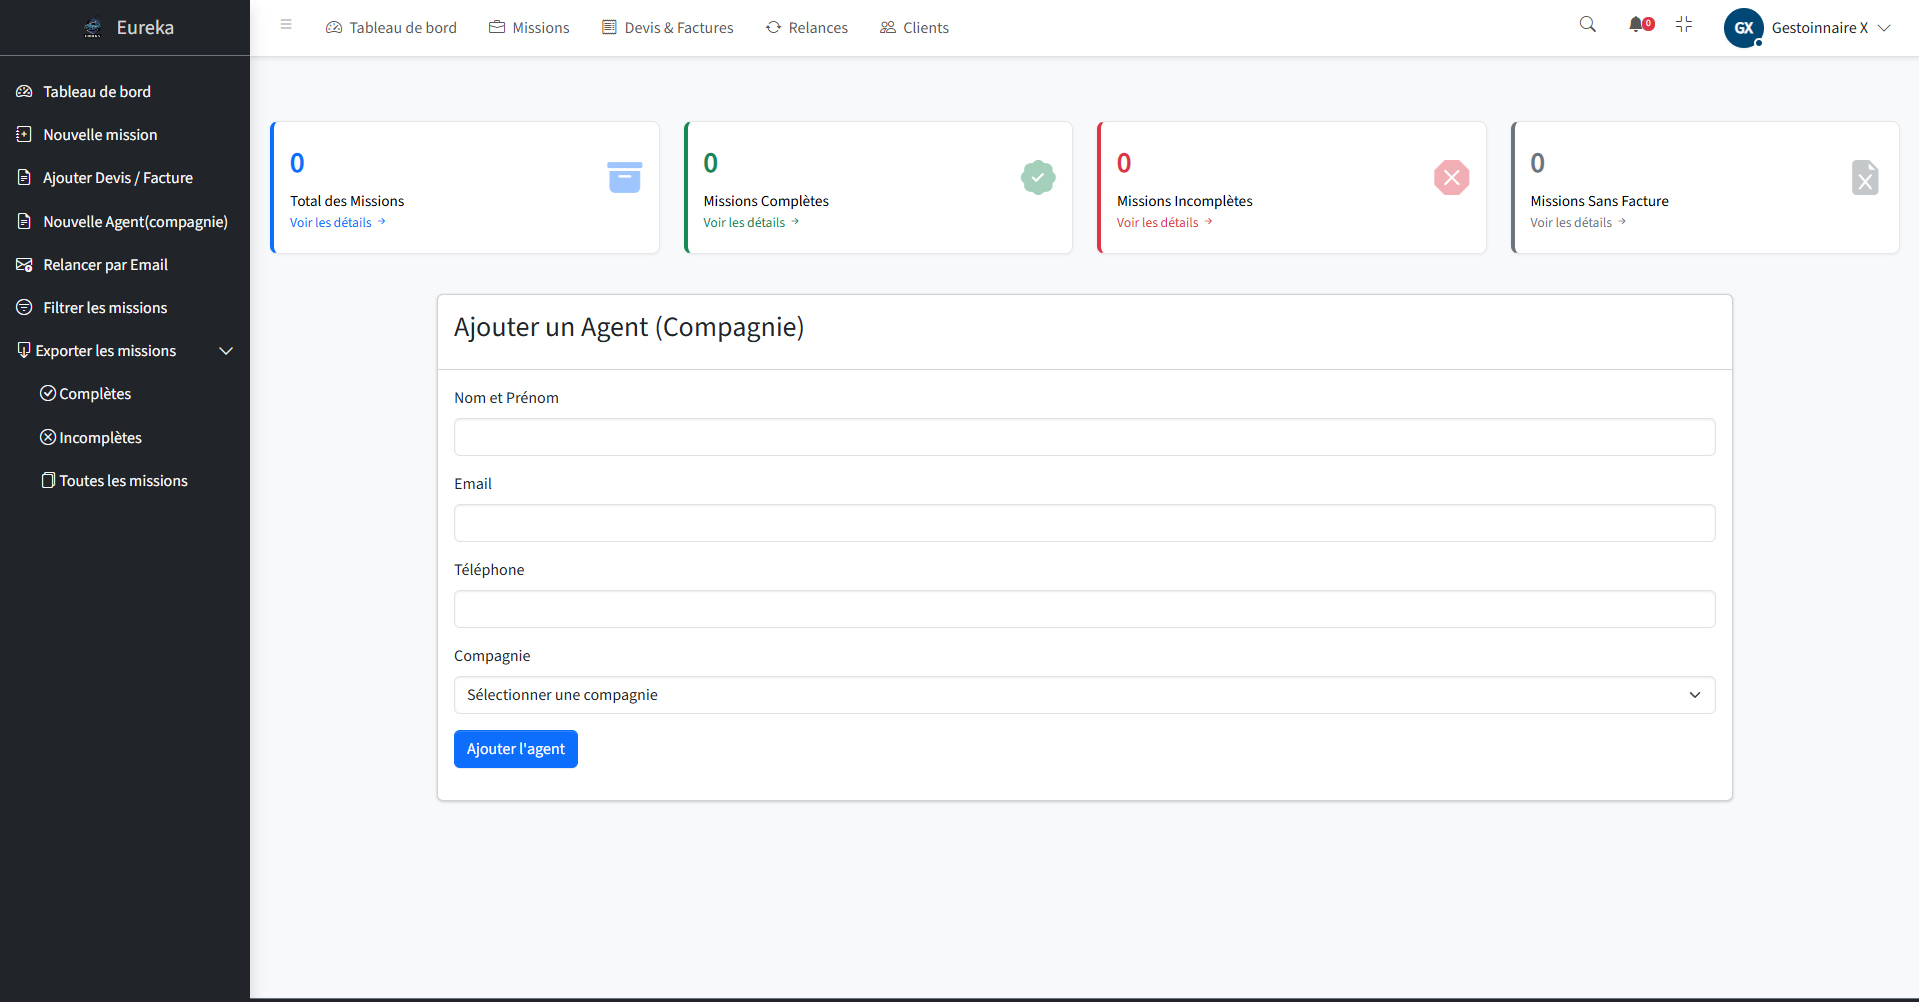 Eureka
Tableau de bord
Missions
Devis & Factures
Relances
Clients
0
GX
Gestoinnaire X
Tableau de bord
Nouvelle mission
Ajouter Devis / Facture
Nouvelle Agent(compagnie)
Relancer par Email
Filtrer les missions
Exporter les missions
Complètes
Incomplètes
Toutes les missions
0
Total des Missions
Voir les détails
0
Missions Complètes
Voir les détails
0
Missions Incomplètes
Voir les détails
0
Missions Sans Facture
Voir les détails
Ajouter un Agent (Compagnie)
Nom et Prénom
Email
Téléphone
Compagnie
Sélectionner une compagnie
Ajouter l'agent